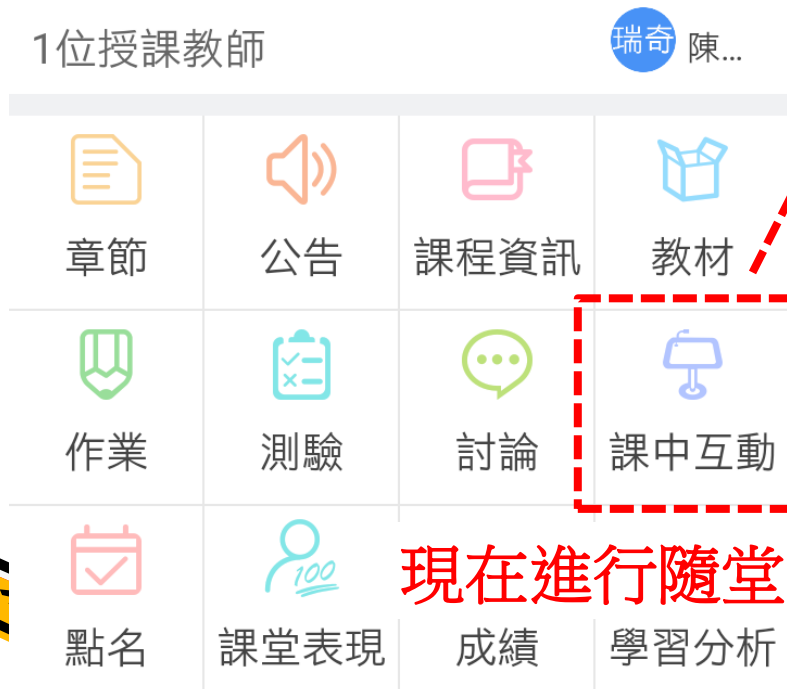 1位授課教師
瑞奇 陳...
章節 公告 課程資訊 教材
作業 測驗 討論 課中互動
100
現在進行隨堂
點名 課堂表現 成績 學習分析